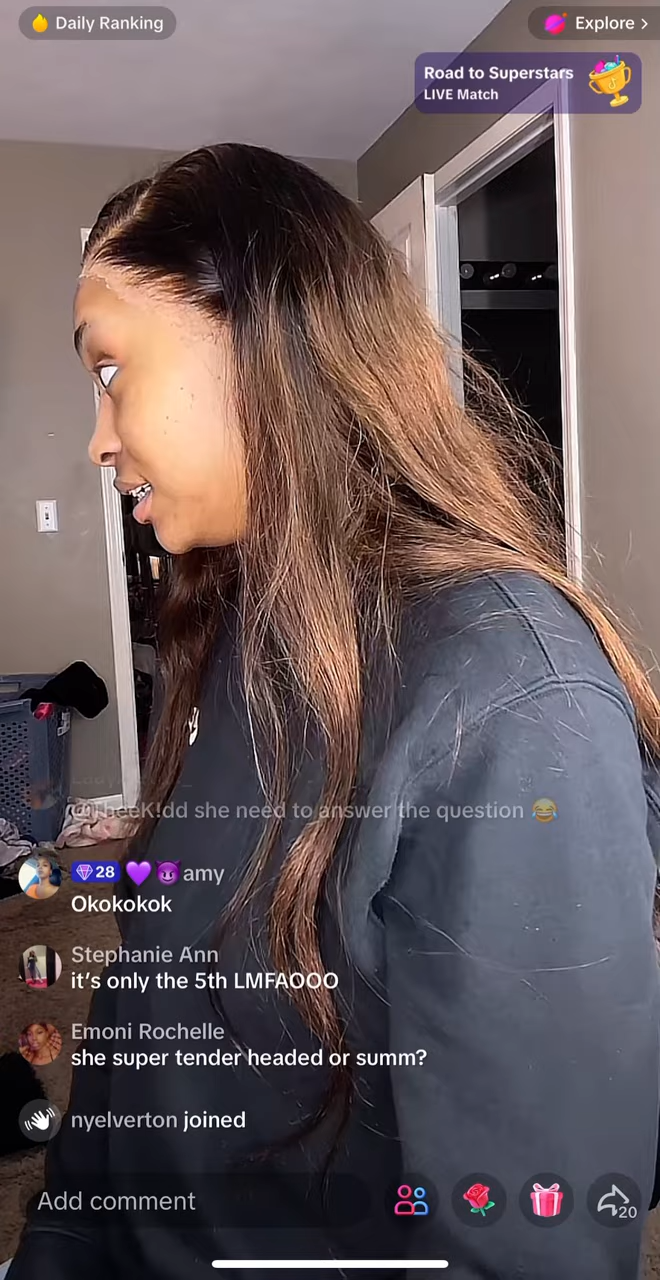 Daily Ranking
Explore >
Road to Superstars
LIVE Match
she need to answer the question 😂
28 💜😈amy
Okokokok
Stephanie Ann
it’s only the 5th LMFAOOO
Emoni Rochelle
she super tender headed or summ?
nyelverton joined
Add comment
20